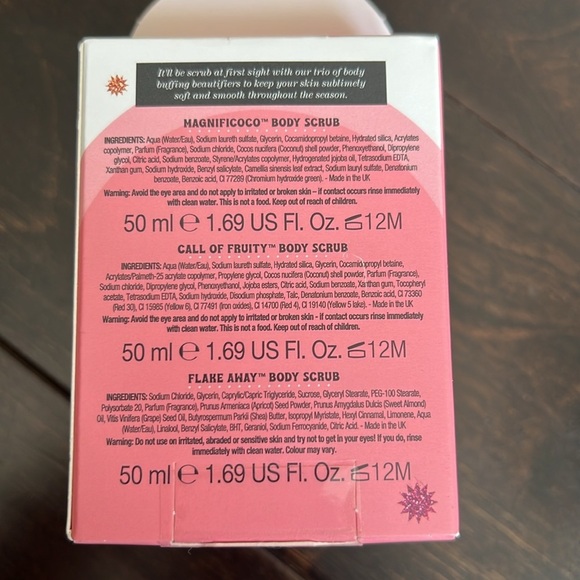 It'll be scrub at first sight with our trio of body
buffing beautifiers to keep your skin sublimely
soft and smooth throughout the season.
MAGNIFICOCO™ BODY SCRUB
INGREDIENTS: Aqua (Water/Eau), Sodium laureth sulfate, Glycerin, Cocamidopropyl betaine, Hydrated silica, Acrylates
copolymer, Parfum (Fragrance), Sodium chloride, Cocos nucifera (Coconut) shell powder, Phenoxyethanol, Dipropylene
glycol, Citric acid, Sodium benzoate, Styrene/Acrylates copolymer, Hydrogenated jojoba oil, Tetrasodium EDTA,
Xanthan gum, Sodium hydroxide, Benzyl salicylate, Camellia sinensis leaf extract, Sodium lauryl sulfate, Denatonium
benzoate, Benzoic acid, CI 77289 (Chromium hydroxide green). - Made in the UK
Warning: Avoid the eye area and do not apply to irritated or broken skin – if contact occurs rinse immediately
with clean water. This is not a food. Keep out of reach of children.
50 ml ℮ 1.69 US Fl. Oz. 12M
CALL OF FRUITY™ BODY SCRUB
INGREDIENTS: Aqua (Water/Eau), Sodium laureth sulfate, Hydrated silica, Glycerin, Cocamidopropyl betaine,
Acrylates/Palmeth-25 acrylate copolymer, Propylene glycol, Cocos nucifera (Coconut) shell powder, Parfum (Fragrance),
Sodium chloride, Dipropylene glycol, Phenoxyethanol, Jojoba esters, Citric acid, Sodium benzoate, Xanthan gum, Tocopheryl
acetate, Tetrasodium EDTA, Sodium hydroxide, Disodium phosphate, Talc, Denatonium benzoate, Benzoic acid, CI 73360
(Red 30), CI 15985 (Yellow 6), CI 77491 (Iron oxides), CI 14700 (Red 4), CI 19140 (Yellow 5 lake). - Made in the UK
Warning: Avoid the eye area and do not apply to irritated or broken skin – if contact occurs rinse immediately
with clean water. This is not a food. Keep out of reach of children.
50 ml ℮ 1.69 US Fl. Oz. 12M
FLAKE AWAY™ BODY SCRUB
INGREDIENTS: Sodium Chloride, Glycerin, Caprylic/Capric Triglyceride, Sucrose, Glyceryl Stearate, PEG-100 Stearate,
Polysorbate 20, Parfum (Fragrance), Prunus Armeniaca (Apricot) Seed Powder, Prunus Amygdalus Dulcis (Sweet Almond)
Oil, Vitis Vinifera (Grape) Seed Oil, Butyrospermum Parkii (Shea) Butter, Isopropyl Myristate, Hexyl Cinnamal, Limonene, Aqua
(Water/Eau), Linalool, Benzyl Salicylate, BHT, Geraniol, Sodium Ferrocyanide, Citric Acid. - Made in the UK
Warning: Do not use on irritated, abraded or sensitive skin and try not to get in your eyes! If you do, rinse
immediately with clean water. Colour may vary.
50 ml ℮ 1.69 US Fl. Oz. 12M